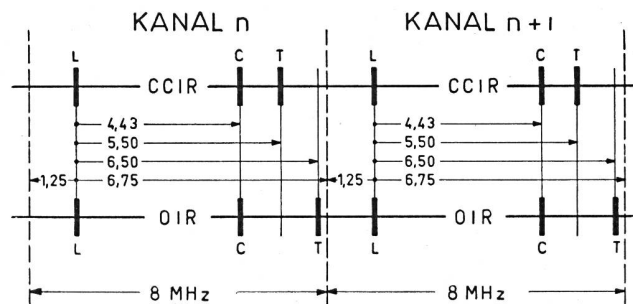 KANAL n KANAL n+1
L C T L C T
CCIR CCIR
4,43 4,43
5,50 5,50
6,50 6,50
1,25 6,75 1,25 6,75
OIR OIR
L C T L C T
8 MHz 8 MHz